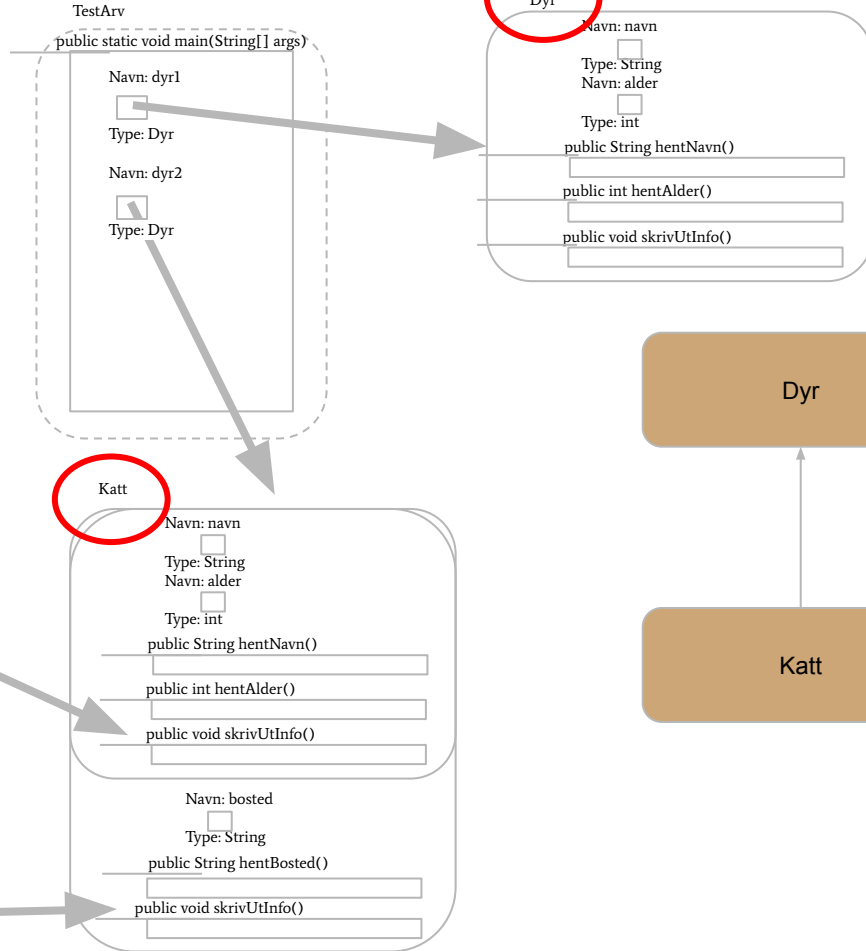 TestArv
public static void main(String[] args)
Navn: dyr1
Type: Dyr
Navn: dyr2
Type: Dyr
Dyr
Navn: navn
Type: String
Navn: alder
Type: int
public String hentNavn()
public int hentAlder()
public void skrivUtInfo()
Dyr
Katt
Katt
Navn: navn
Type: String
Navn: alder
Type: int
public String hentNavn()
public int hentAlder()
public void skrivUtInfo()
Navn: bosted
Type: String
public String hentBosted()
public void skrivUtInfo()